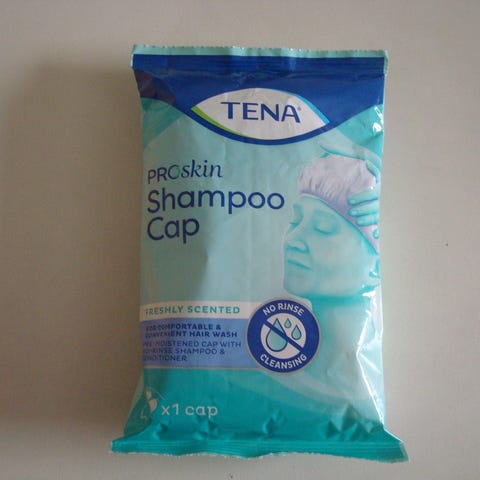 TENA®
PROskin
Shampoo
Cap
FRESHLY SCENTED
FOR COMFORTABLE &
CONVENIENT HAIR WASH
PRE-MOISTENED CAP WITH
NO-RINSE SHAMPOO &
CONDITIONER
NO RINSE
CLEANSING
x1 cap